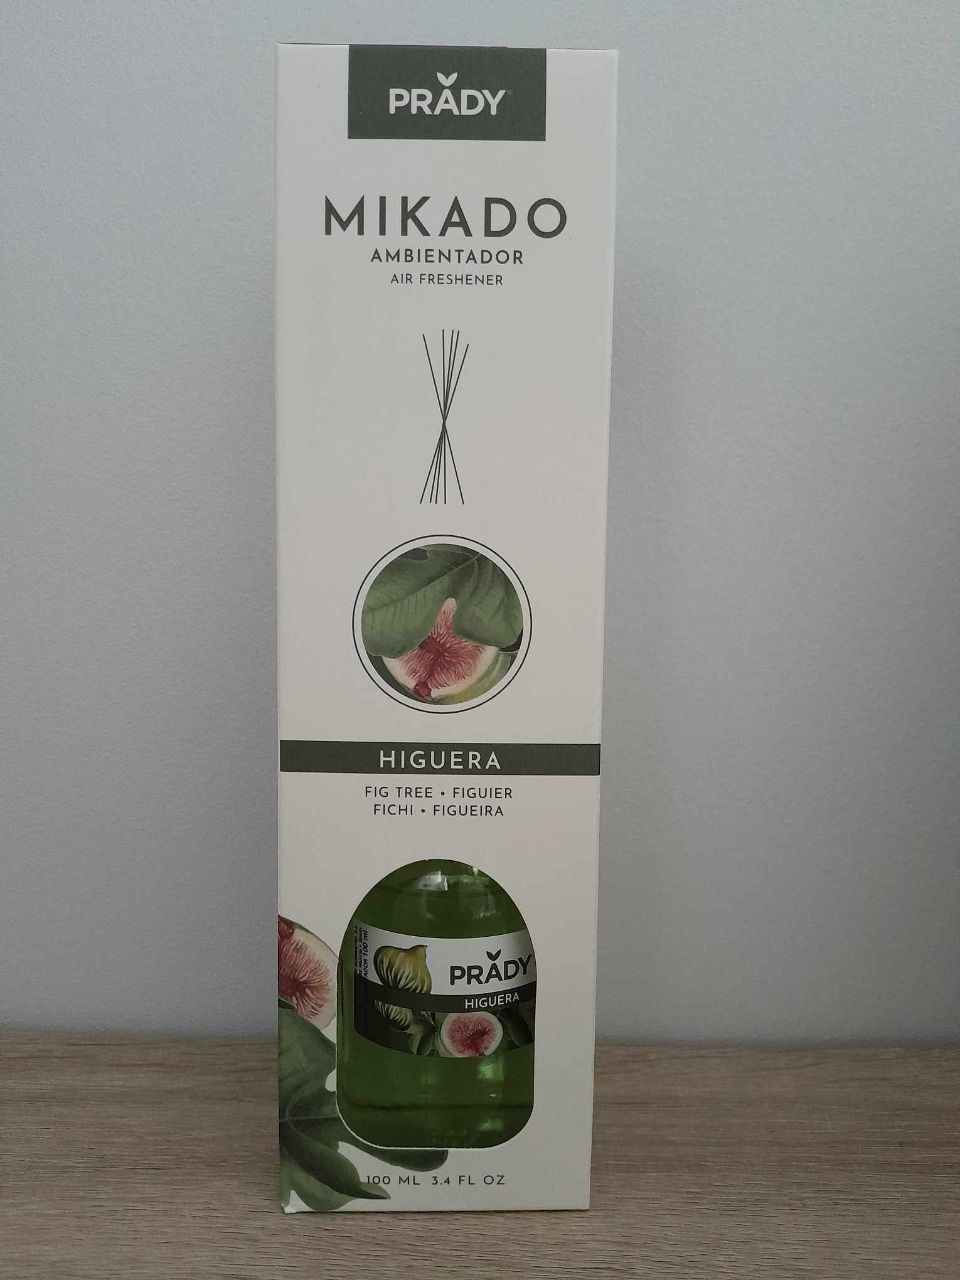 PRADY
MIKADO
AMBIENTADOR
AIR FRESHENER
HIGUERA
FIG TREE • FIGUIER
FICHI • FIGUEIRA
PRADY
HIGUERA
100 ML 3.4 FL OZ